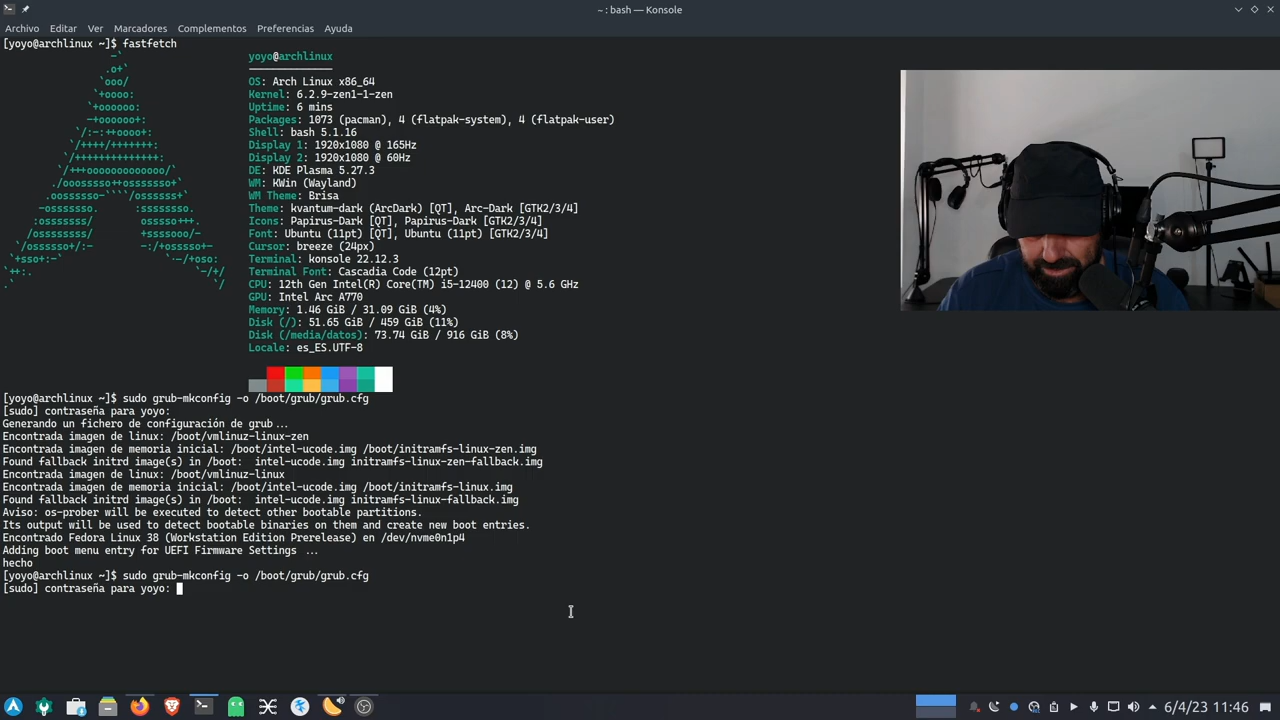 ~ : bash — Konsole
Archivo Editar Ver Marcadores Complementos Preferencias Ayuda
[yoyo@archlinux ~]$ fastfetch
yoyo@archlinux
OS: Arch Linux x86_64
Kernel: 6.2.9-zen1-1-zen
Uptime: 6 mins
Packages: 1073 (pacman), 4 (flatpak-system), 4 (flatpak-user)
Shell: bash 5.1.16
Display 1: 1920x1080 @ 165Hz
Display 2: 1920x1080 @ 60Hz
DE: KDE Plasma 5.27.3
WM: KWin (Wayland)
WM Theme: Brisa
Theme: kvantum-dark (ArcDark) [QT], Arc-Dark [GTK2/3/4]
Icons: Papirus-Dark [QT], Papirus-Dark [GTK2/3/4]
Font: Ubuntu (11pt) [QT], Ubuntu (11pt) [GTK2/3/4]
Cursor: breeze (24px)
Terminal: konsole 22.12.3
Terminal Font: Cascadia Code (12pt)
CPU: 12th Gen Intel(R) Core(TM) i5-12400 (12) @ 5.6 GHz
GPU: Intel Arc A770
Memory: 1.46 GiB / 31.09 GiB (4%)
Disk (/): 51.65 GiB / 459 GiB (11%)
Disk (/media/datos): 73.74 GiB / 916 GiB (8%)
Locale: es_ES.UTF-8
[yoyo@archlinux ~]$ sudo grub-mkconfig -o /boot/grub/grub.cfg
[sudo] contraseña para yoyo:
Generando un fichero de configuración de grub...
Encontrada imagen de linux: /boot/vmlinuz-linux-zen
Encontrada imagen de memoria inicial: /boot/intel-ucode.img /boot/initramfs-linux-zen.img
Found fallback initrd image(s) in /boot:  intel-ucode.img initramfs-linux-zen-fallback.img
Encontrada imagen de linux: /boot/vmlinuz-linux
Encontrada imagen de memoria inicial: /boot/intel-ucode.img /boot/initramfs-linux.img
Found fallback initrd image(s) in /boot:  intel-ucode.img initramfs-linux-fallback.img
Aviso: os-prober will be executed to detect other bootable partitions.
Its output will be used to detect bootable binaries on them and create new boot entries.
Encontrado Fedora Linux 38 (Workstation Edition Prerelease) en /dev/nvme0n1p4
Adding boot menu entry for UEFI Firmware Settings ...
hecho
[yoyo@archlinux ~]$ sudo grub-mkconfig -o /boot/grub/grub.cfg
[sudo] contraseña para yoyo:
6/4/23 11:46